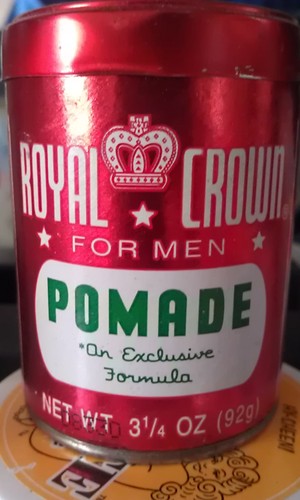 ROYAL CROWN®
FOR MEN
POMADE
*An Exclusive
Formula
NET WT. 3¼ OZ (92g)